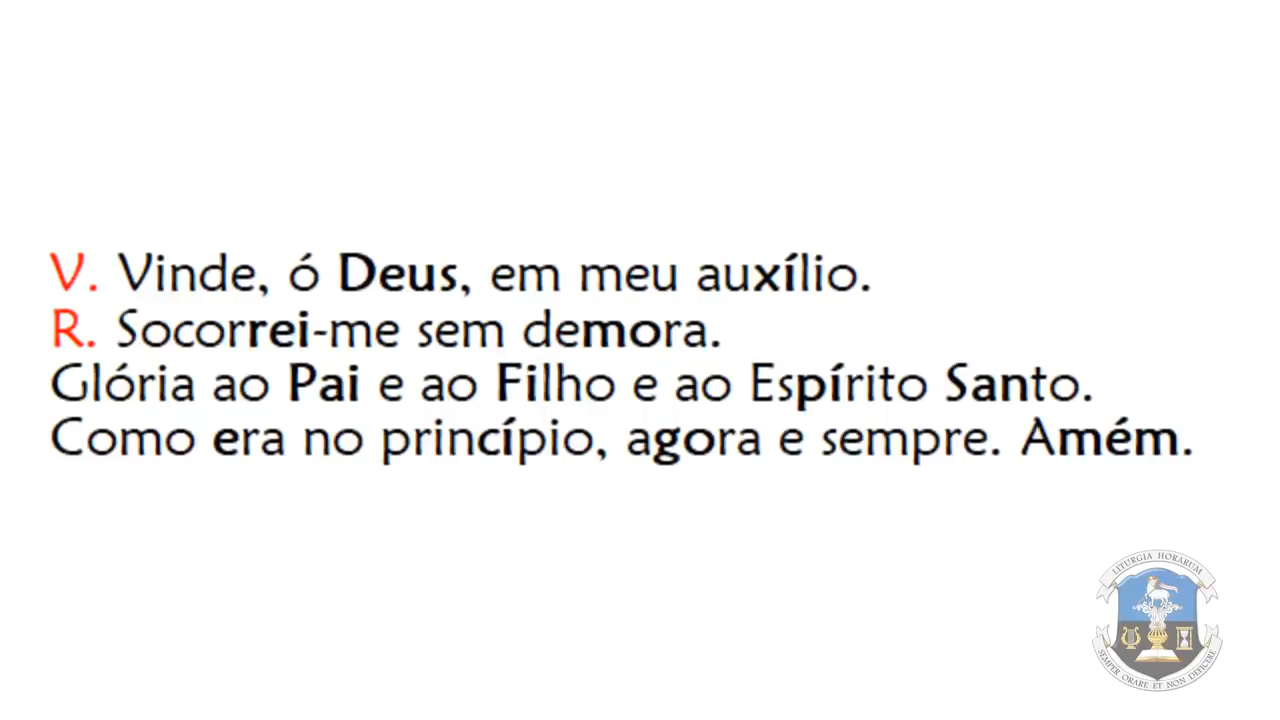 V. Vinde, ó Deus, em meu auxílio.
R. Socorrei-me sem demora.
Glória ao Pai e ao Filho e ao Espírito Santo.
Como era no princípio, agora e sempre. Amém.
LITURGIA HORARUM
SEMPER ORARE ET NON DEFICERE